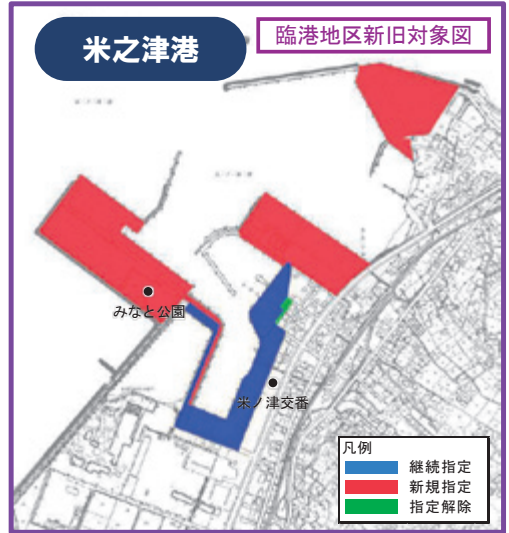 米之津港
臨港地区新旧対象図
みなと公園
米ノ津交番
凡例
継続指定
新規指定
指定解除